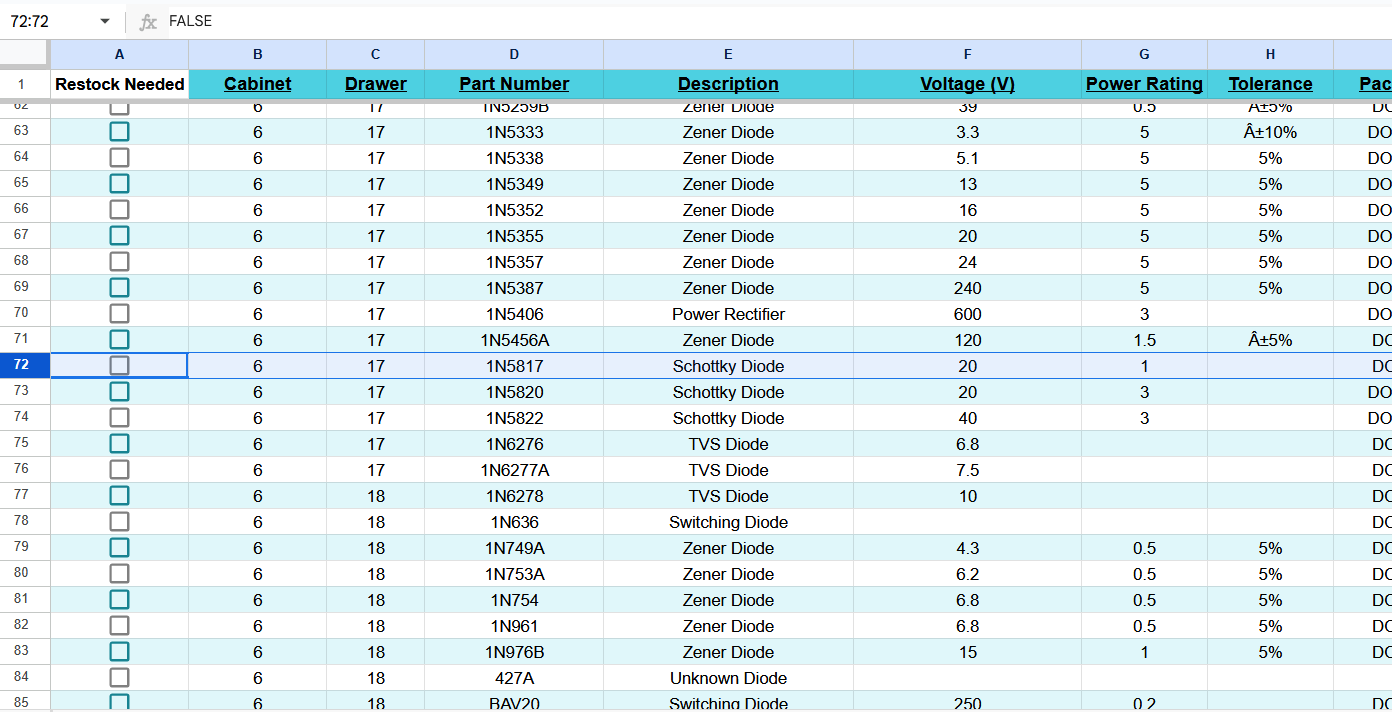 72:72 fx FALSE
A B C D E F G H
1 Restock Needed Cabinet Drawer Part Number Description Voltage (V) Power Rating Tolerance Pac
62 6 17 1N5259B Zener Diode 39 0.5 Â±5% DO
63 6 17 1N5333 Zener Diode 3.3 5 Â±10% DO
64 6 17 1N5338 Zener Diode 5.1 5 5% DO
65 6 17 1N5349 Zener Diode 13 5 5% DO
66 6 17 1N5352 Zener Diode 16 5 5% DO
67 6 17 1N5355 Zener Diode 20 5 5% DO
68 6 17 1N5357 Zener Diode 24 5 5% DO
69 6 17 1N5387 Zener Diode 240 5 5% DO
70 6 17 1N5406 Power Rectifier 600 3 DO
71 6 17 1N5456A Zener Diode 120 1.5 Â±5% DO
72 6 17 1N5817 Schottky Diode 20 1 DO
73 6 17 1N5820 Schottky Diode 20 3 DO
74 6 17 1N5822 Schottky Diode 40 3 DO
75 6 17 1N6276 TVS Diode 6.8 DO
76 6 17 1N6277A TVS Diode 7.5 DO
77 6 18 1N6278 TVS Diode 10 DO
78 6 18 1N636 Switching Diode DO
79 6 18 1N749A Zener Diode 4.3 0.5 5% DO
80 6 18 1N753A Zener Diode 6.2 0.5 5% DO
81 6 18 1N754 Zener Diode 6.8 0.5 5% DO
82 6 18 1N961 Zener Diode 6.8 0.5 5% DO
83 6 18 1N976B Zener Diode 15 1 5% DO
84 6 18 427A Unknown Diode
85 6 18 BAV20 Switching Diode 250 0.2 DO